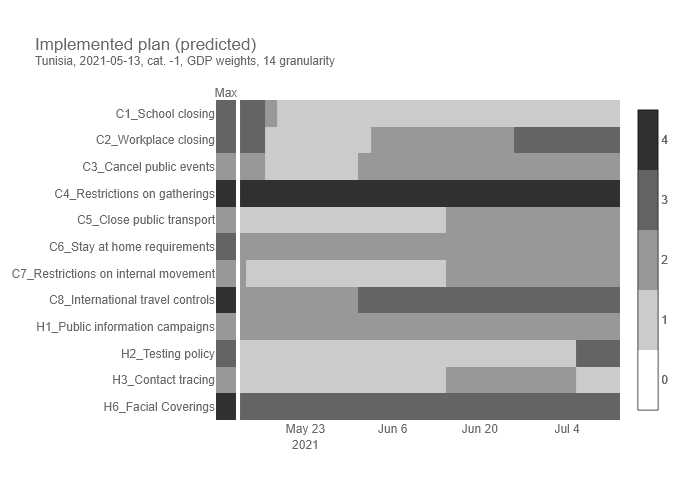 Implemented plan (predicted)
Tunisia, 2021-05-13, cat. -1, GDP weights, 14 granularity
Max
C1_School closing
C2_Workplace closing
C3_Cancel public events
C4_Restrictions on gatherings
C5_Close public transport
C6_Stay at home requirements
C7_Restrictions on internal movement
C8_International travel controls
H1_Public information campaigns
H2_Testing policy
H3_Contact tracing
H6_Facial Coverings
May 23
2021
Jun 6
Jun 20
Jul 4
4
3
2
1
0